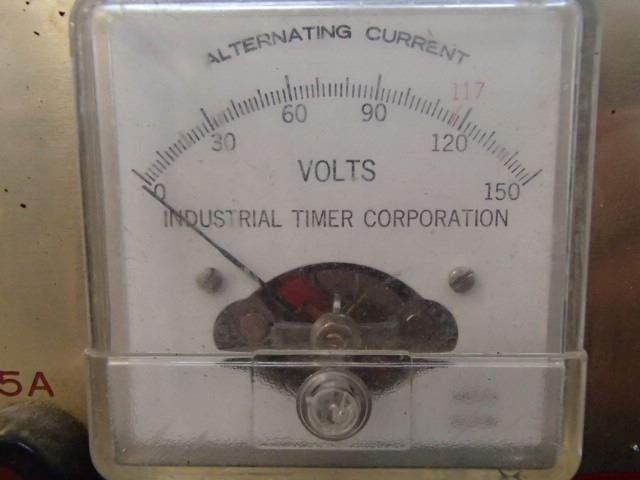 ALTERNATING CURRENT
117
0 30 60 90 120 150
VOLTS
INDUSTRIAL TIMER CORPORATION
5A